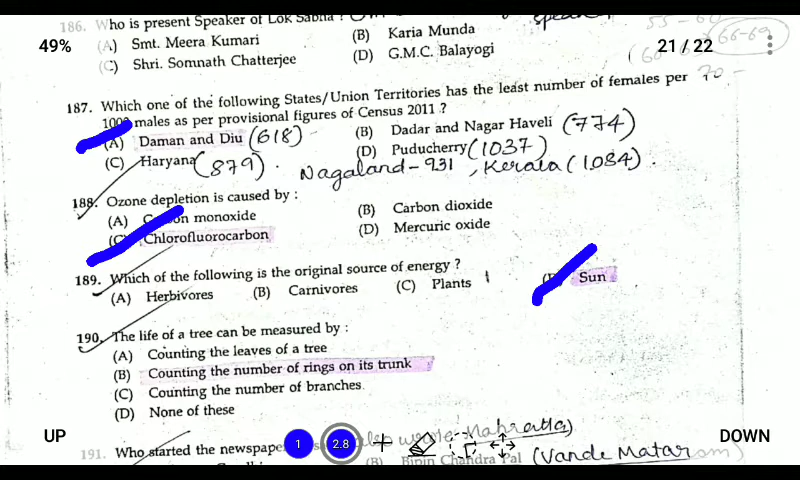 186. Who is present Speaker of Lok Sabha ?
49%
(A) Smt. Meera Kumari (B) Karia Munda
21 / 22
66-69
(C) Shri. Somnath Chatterjee (D) G.M.C. Balayogi
187. Which one of the following States/Union Territories has the least number of females per
1000 males as per provisional figures of Census 2011 ?
(A) Daman and Diu (618) (B) Dadar and Nagar Haveli (774)
(C) Haryana (879). (D) Puducherry (1037)
Nagaland - 931, Kerala (1084).
188. Ozone depletion is caused by :
(A) Carbon monoxide (B) Carbon dioxide
(C) Chlorofluorocarbon (D) Mercuric oxide
189. Which of the following is the original source of energy ?
(A) Herbivores (B) Carnivores (C) Plants (D) Sun
190. The life of a tree can be measured by :
(A) Counting the leaves of a tree
(B) Counting the number of rings on its trunk
(C) Counting the number of branches
(D) None of these
UP 1 2.8 DOWN
also wrote Mahratta)
191. Who started the newspape
(B) Bipin Chandra Pal (Vande Mataram)